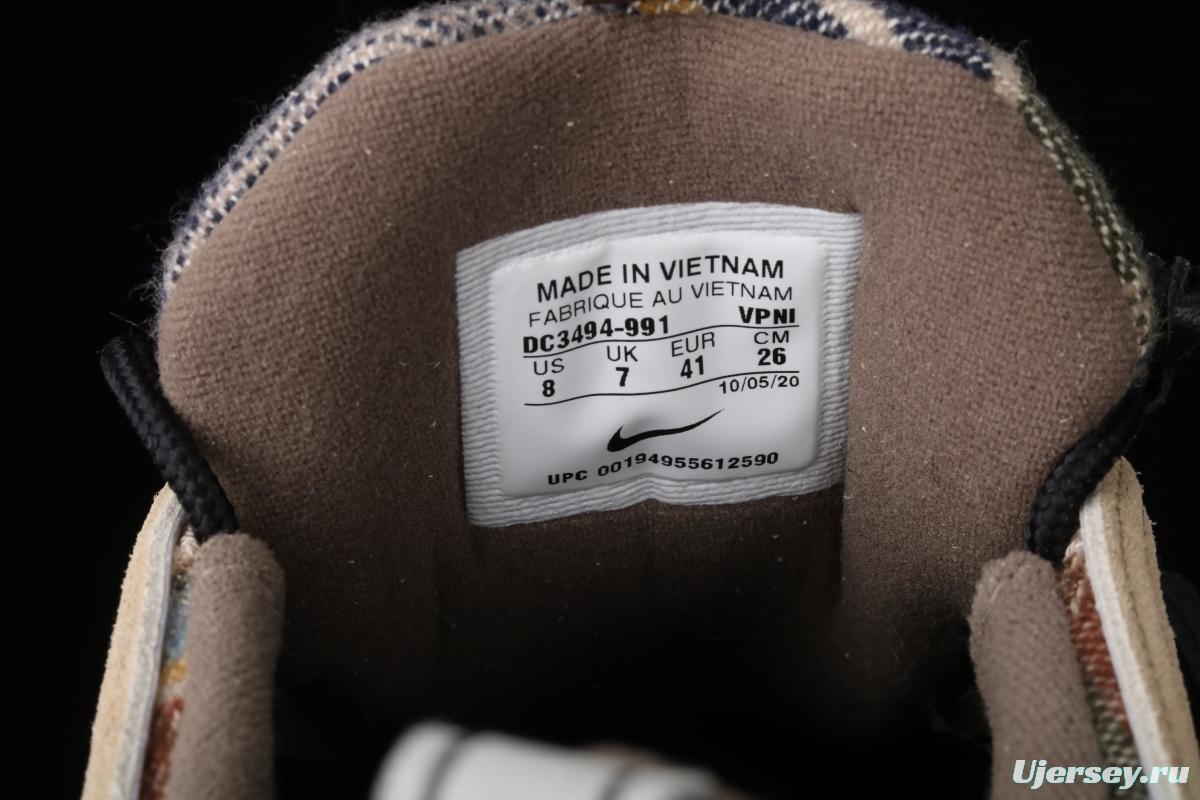 MADE IN VIETNAM
FABRIQUE AU VIETNAM
DC3494-991 VPNI
US UK EUR CM
8 7 41 26
10/05/20
UPC 00194955612590
Ujersey.ru